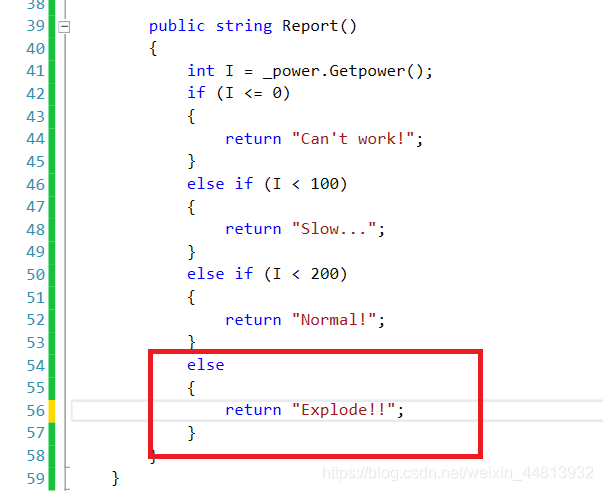 38
39 public string Report()
40 {
41 int I = _power.Getpower();
42 if (I <= 0)
43 {
44 return "Can't work!";
45 }
46 else if (I < 100)
47 {
48 return "Slow...";
49 }
50 else if (I < 200)
51 {
52 return "Normal!";
53 }
54 else
55 {
56 return "Explode!!";
57 }
58 }
https://blog.csdn.net/weixin_44813932
59 }